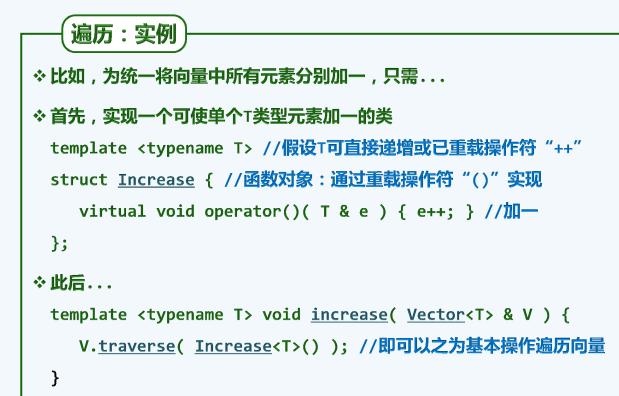 遍历：实例
❖ 比如，为统一将向量中所有元素分别加一，只需...
❖ 首先，实现一个可使单个T类型元素加一的类
template <typename T> //假设T可直接递增或已重载操作符“++”
struct Increase { //函数对象：通过重载操作符“()”实现
virtual void operator()( T & e ) { e++; } //加一
};
❖ 此后...
template <typename T> void increase( Vector<T> & V ) {
V.traverse( Increase<T>() ); //即可以之为基本操作遍历向量
}